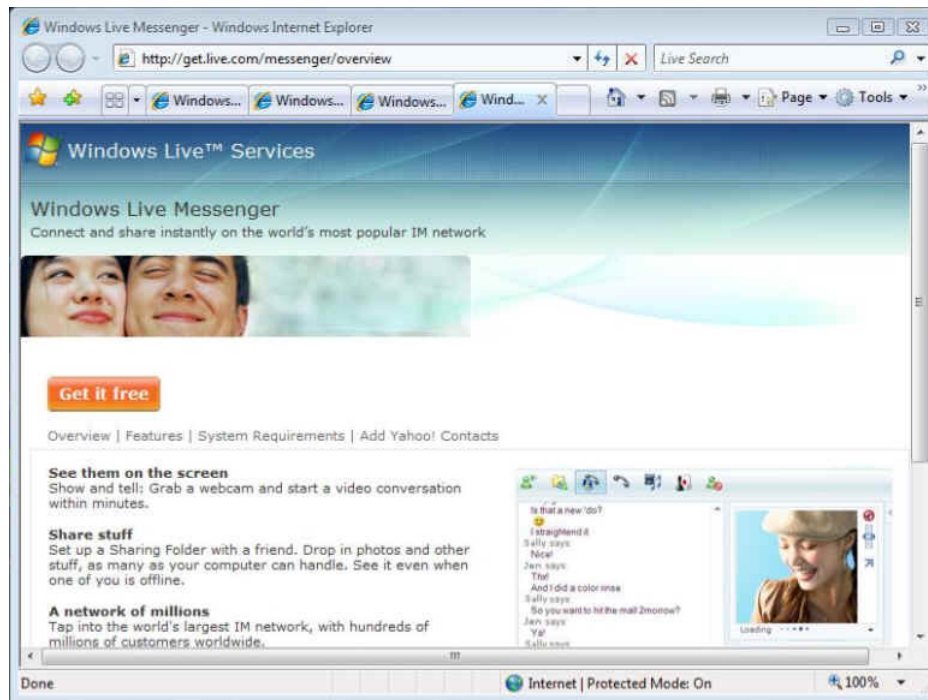 Windows Live Messenger - Windows Internet Explorer
http://get.live.com/messenger/overview
Live Search
Windows...
Windows...
Windows...
Wind...
Page
Tools
Windows Live™ Services
Windows Live Messenger
Connect and share instantly on the world's most popular IM network
Get it free
Overview | Features | System Requirements | Add Yahoo! Contacts
See them on the screen
Show and tell: Grab a webcam and start a video conversation
within minutes.
Share stuff
Set up a Sharing Folder with a friend. Drop in photos and other
stuff, as many as your computer can handle. See it even when
one of you is offline.
A network of millions
Tap into the world's largest IM network, with hundreds of
millions of customers worldwide.
Is that a new 'do?
I straightend it
Sally says:
Nice!
Jen says:
Thx!
And I did a color rinse
Sally says:
So you want to hit the mall 2morrow?
Jen says:
Ya!
Sally says:
Loading
Done
Internet | Protected Mode: On
100%